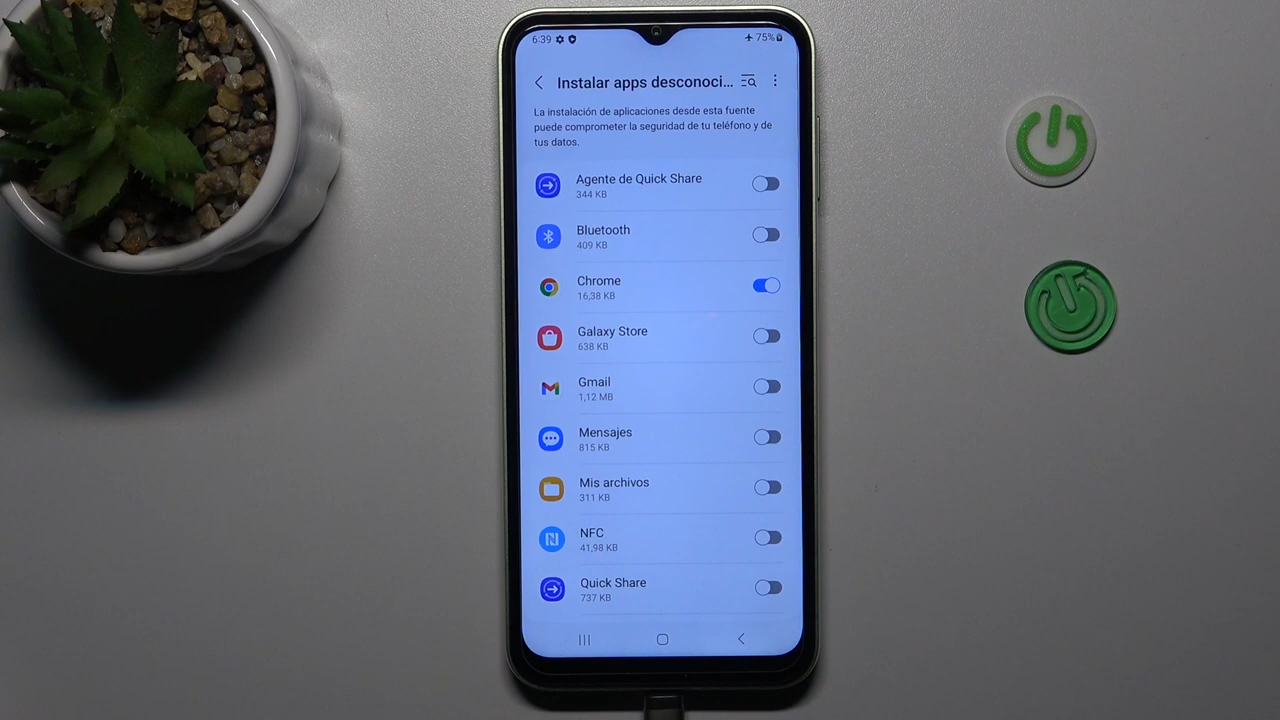 6:39
75%
Instalar apps desconoci...
La instalación de aplicaciones desde esta fuente
puede comprometer la seguridad de tu teléfono y de
tus datos.
Agente de Quick Share
344 KB
Bluetooth
409 KB
Chrome
16,38 KB
Galaxy Store
638 KB
Gmail
1,12 MB
Mensajes
815 KB
Mis archivos
311 KB
NFC
41,98 KB
Quick Share
737 KB